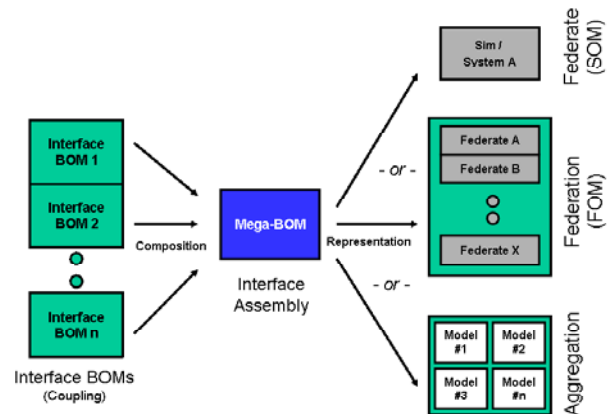 Interface
BOM 1
Interface
BOM 2
Interface
BOM n
Interface BOMs
(Coupling)
Composition
Mega-BOM
Interface
Assembly
Representation
- or -
- or -
Sim /
System A
Federate
(SOM)
Federate A
Federate B
Federate X
Federation
(FOM)
Model
#1
Model
#2
Model
#3
Model
#n
Aggregation